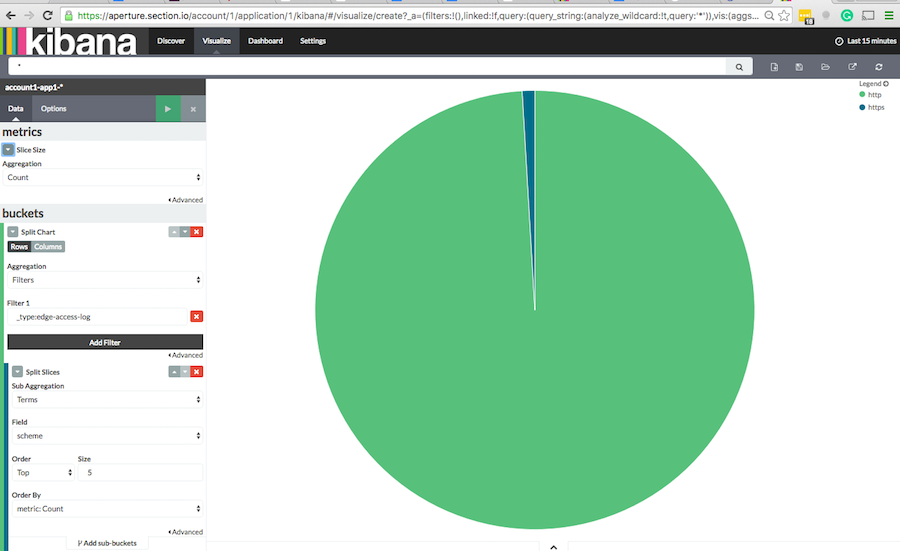 https://aperture.section.io/account/1/application/1/kibana/#/visualize/create?_a=(filters:!(),linked:!f,query:(query_string:(analyze_wildcard:!t,query:'*')),vis:(aggs...
kibana Discover Visualize Dashboard Settings Last 15 minutes
*
account1-app1-*
Legend
Data Options
http
https
metrics
Slice Size
Aggregation
Count
Advanced
buckets
Split Chart
Rows Columns
Aggregation
Filters
Filter 1
_type:edge-access-log
Add Filter
Advanced
Split Slices
Sub Aggregation
Terms
Field
scheme
Order Size
Top 5
Order By
metric: Count
Advanced
Add sub-buckets